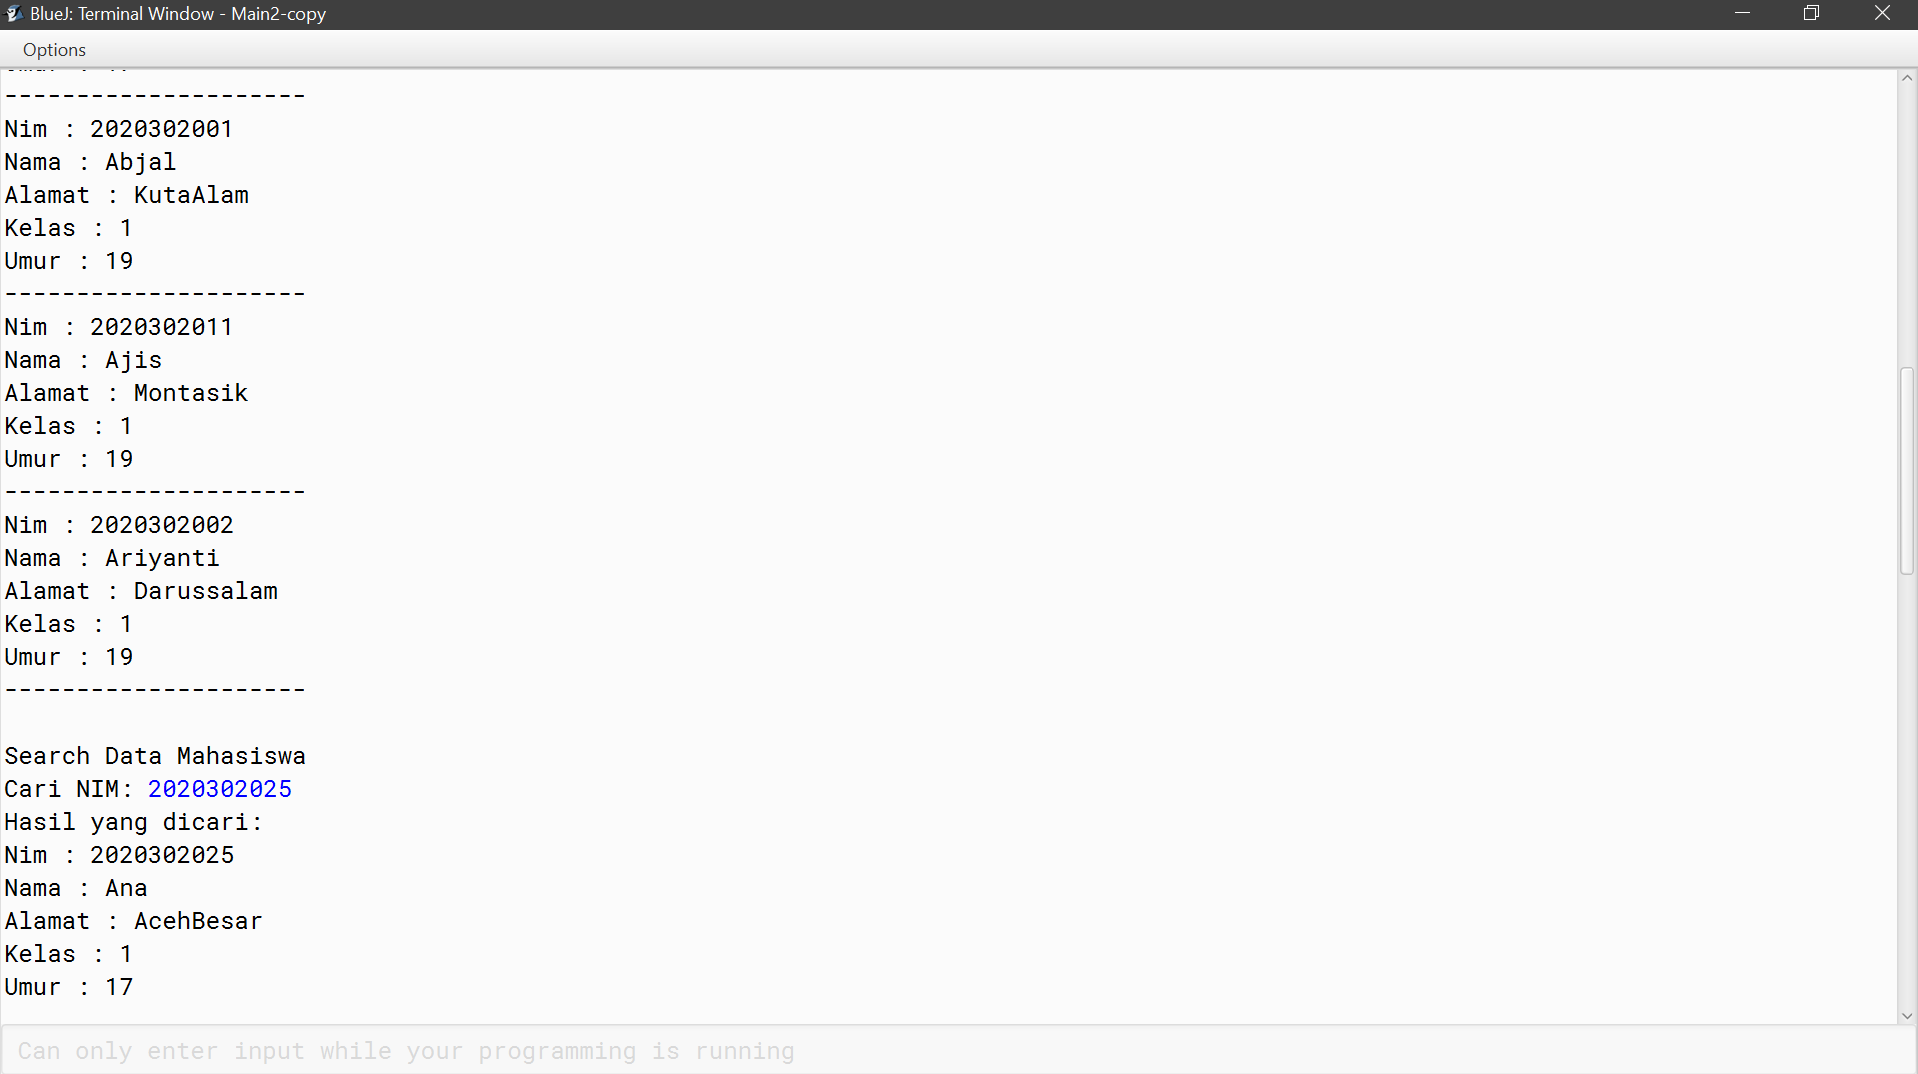 BlueJ: Terminal Window - Main2-copy
Options
----------------------
Nim : 2020302001
Nama : Abjal
Alamat : KutaAlam
Kelas : 1
Umur : 19
----------------------
Nim : 2020302011
Nama : Ajis
Alamat : Montasik
Kelas : 1
Umur : 19
----------------------
Nim : 2020302002
Nama : Ariyanti
Alamat : Darussalam
Kelas : 1
Umur : 19
----------------------
Search Data Mahasiswa
Cari NIM: 2020302025
Hasil yang dicari:
Nim : 2020302025
Nama : Ana
Alamat : AcehBesar
Kelas : 1
Umur : 17
Can only enter input while your programming is running